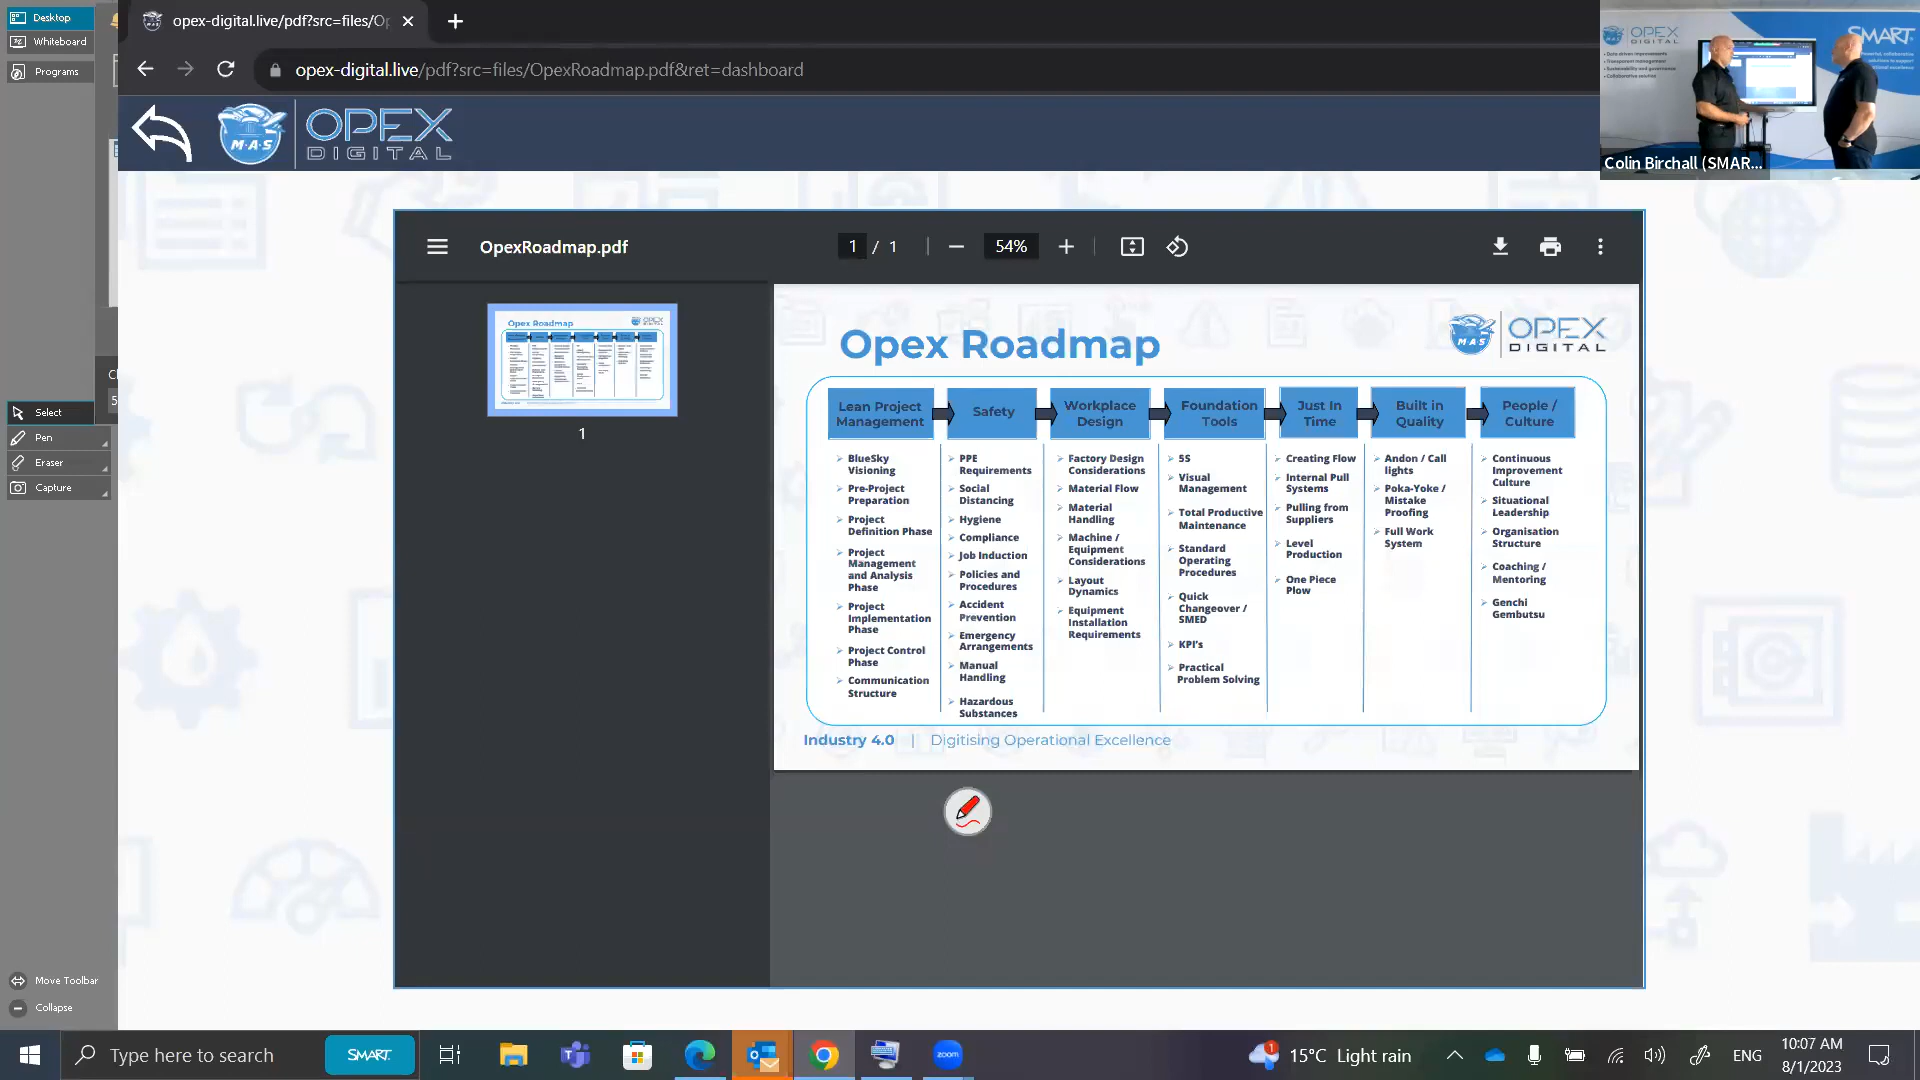 Desktop
Whiteboard
Programs
opex-digital.live/pdf?src=files/Op
opex-digital.live/pdf?src=files/OpexRoadmap.pdf&ret=dashboard
M·A·S
OPEX
DIGITAL
OPEX
DIGITAL
SMART
Colin Birchall (SMAR...
OpexRoadmap.pdf
1 / 1
54%
Opex Roadmap
1
Opex Roadmap
M·A·S
OPEX
DIGITAL
Lean Project
Management
Safety
Workplace
Design
Foundation
Tools
Just In
Time
Built in
Quality
People /
Culture
BlueSky
Visioning
Pre-Project
Preparation
Project
Definition Phase
Project
Management
and Analysis
Phase
Project
Implementation
Phase
Project Control
Phase
Communication
Structure
PPE
Requirements
Social
Distancing
Hygiene
Compliance
Job Induction
Policies and
Procedures
Accident
Prevention
Emergency
Arrangements
Manual
Handling
Hazardous
Substances
Factory Design
Considerations
Material Flow
Material
Handling
Machine /
Equipment
Considerations
Layout
Dynamics
Equipment
Installation
Requirements
5S
Visual
Management
Total Productive
Maintenance
Standard
Operating
Procedures
Quick
Changeover /
SMED
KPI's
Practical
Problem Solving
Creating Flow
Internal Pull
Systems
Pulling from
Suppliers
Level
Production
One Piece
Plow
Andon / Call
lights
Poka-Yoke /
Mistake
Proofing
Full Work
System
Continuous
Improvement
Culture
Situational
Leadership
Organisation
Structure
Coaching /
Mentoring
Genchi
Gembutsu
Industry 4.0 | Digitising Operational Excellence
Select
Pen
Eraser
Capture
Move Toolbar
Collapse
Type here to search
SMART
zoom
1
15°C Light rain
ENG
10:07 AM
8/1/2023